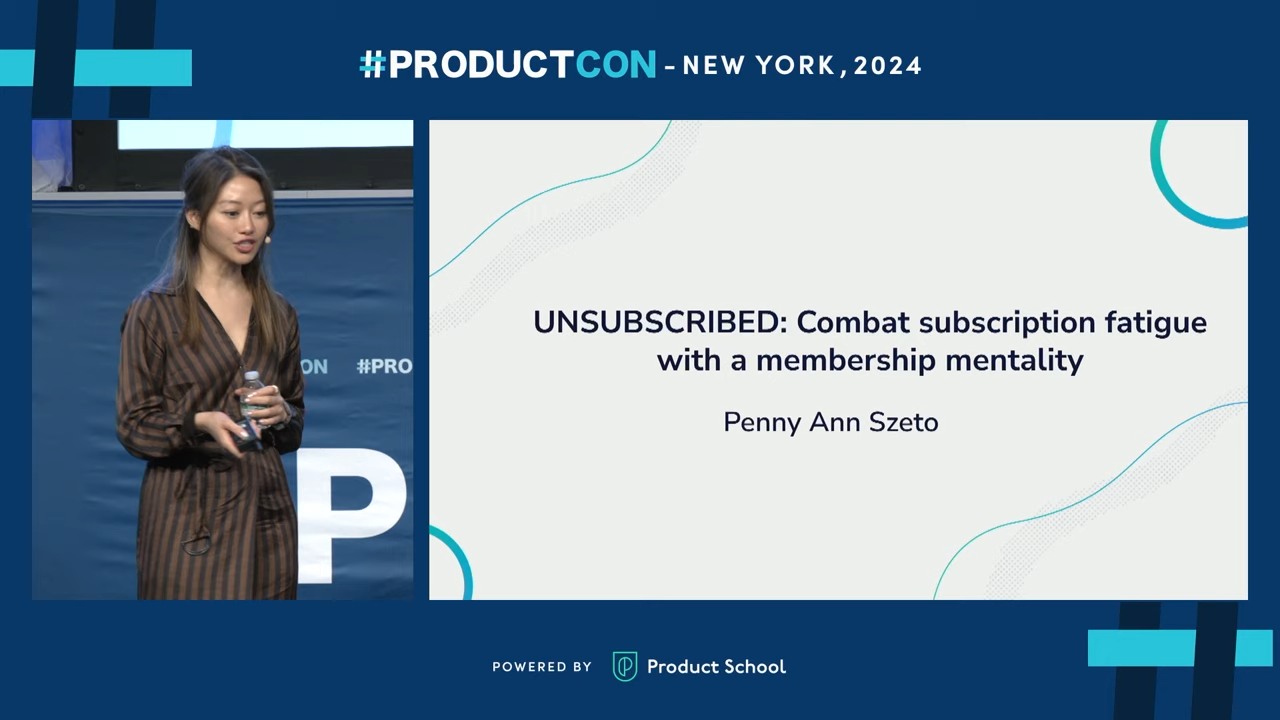 #PRODUCTCON - NEW YORK, 2024
ON #PRO
P
UNSUBSCRIBED: Combat subscription fatigue
with a membership mentality
Penny Ann Szeto
POWERED BY Product School